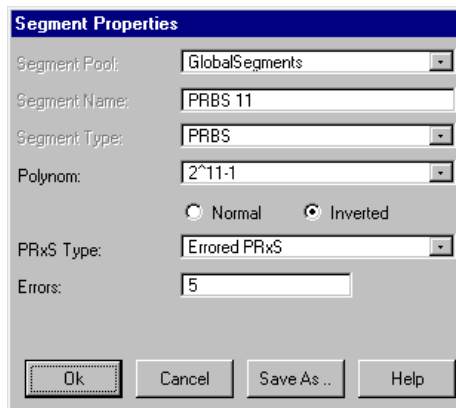 Segment Properties
Segment Pool: GlobalSegments
Segment Name: PRBS 11
Segment Type: PRBS
Polynom: 2^11-1
Normal Inverted
PRxS Type: Errored PRxS
Errors: 5
Ok Cancel Save As .. Help